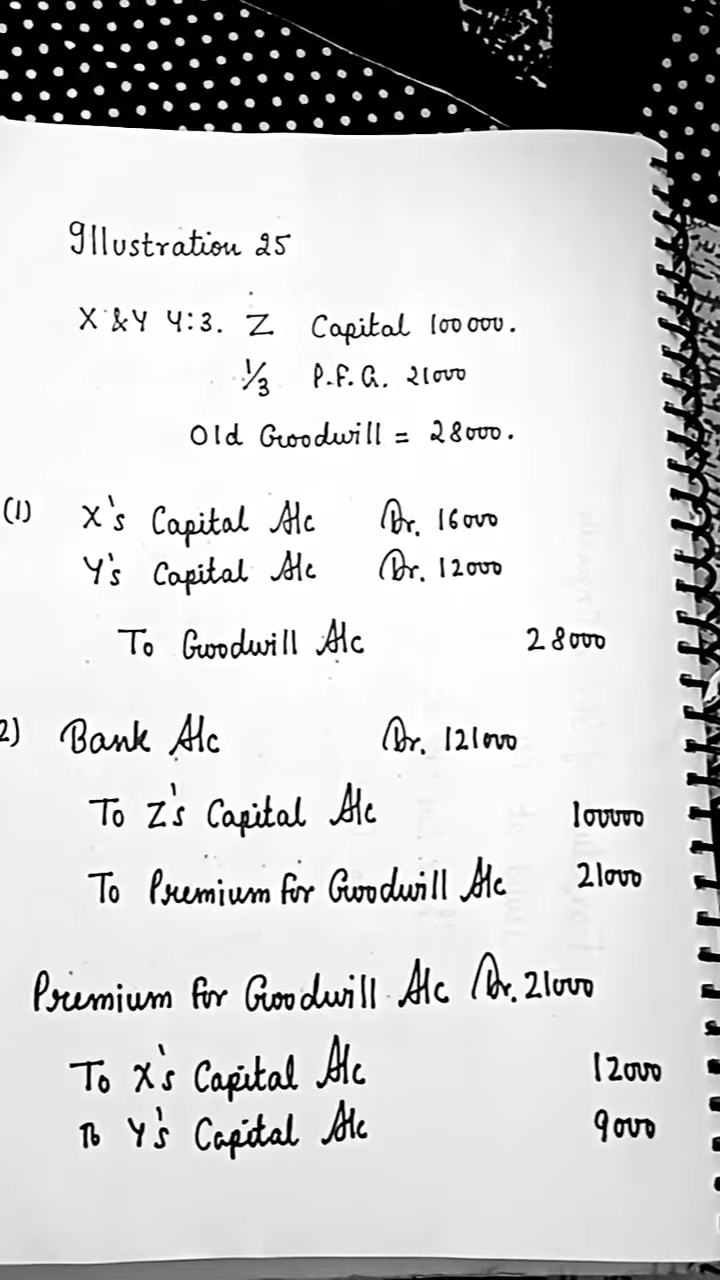 Illustration 25
X & Y 4:3. Z Capital 100000.
1/3 P.F.G. 21000
Old Goodwill = 28000.
(1) X's Capital A/c Dr. 16000
Y's Capital A/c Dr. 12000
To Goodwill A/c 28000
2) Bank A/c Dr. 121000
To Z's Capital A/c 100000
To Premium for Goodwill A/c 21000
Premium for Goodwill A/c Dr. 21000
To X's Capital A/c 12000
To Y's Capital A/c 9000